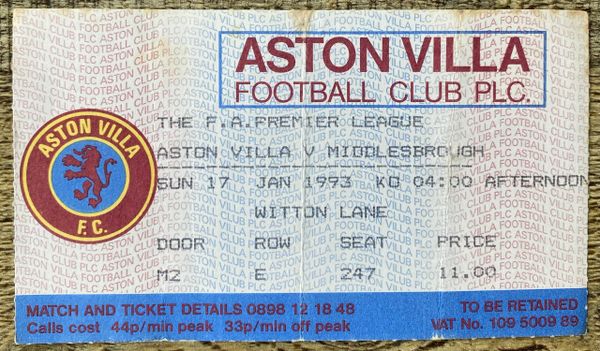 ASTON VILLA
FOOTBALL CLUB PLC.
ASTON VILLA
F.C.
THE F.A.PREMIER LEAGUE
ASTON VILLA V MIDDLESBROUGH
SUN 17 JAN 1993 KO 04:00 AFTERNOON
WITTON LANE
DOOR ROW SEAT PRICE
M2 E 247 11.00
MATCH AND TICKET DETAILS 0898 12 18 48 TO BE RETAINED
Calls cost 44p/min peak 33p/min off peak VAT No. 109 5009 89